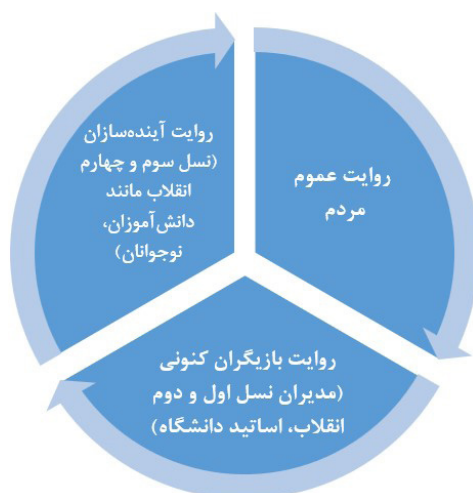 روایت عموم
مردم
روایت بازیگران کنونی
(مدیران نسل اول و دوم
انقلاب، اساتید دانشگاه)
روایت آینده‌سازان
(نسل سوم و چهارم
انقلاب مانند
دانش‌آموزان،
نوجوانان)